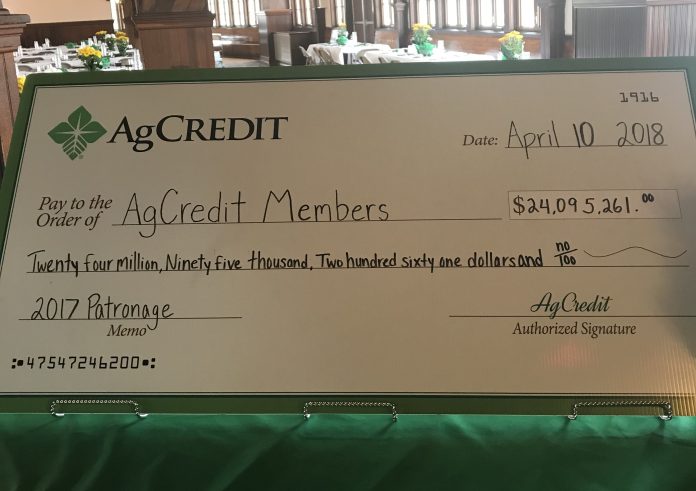 1916
AgCREDIT
Date: April 10 2018
Pay to the
Order of AgCredit Members $24,095,261.00
Twenty four million, Ninety five thousand, Two hundred sixty one dollars and no/100
2017 Patronage
Memo
AgCredit
Authorized Signature
⑆47547246200⑆